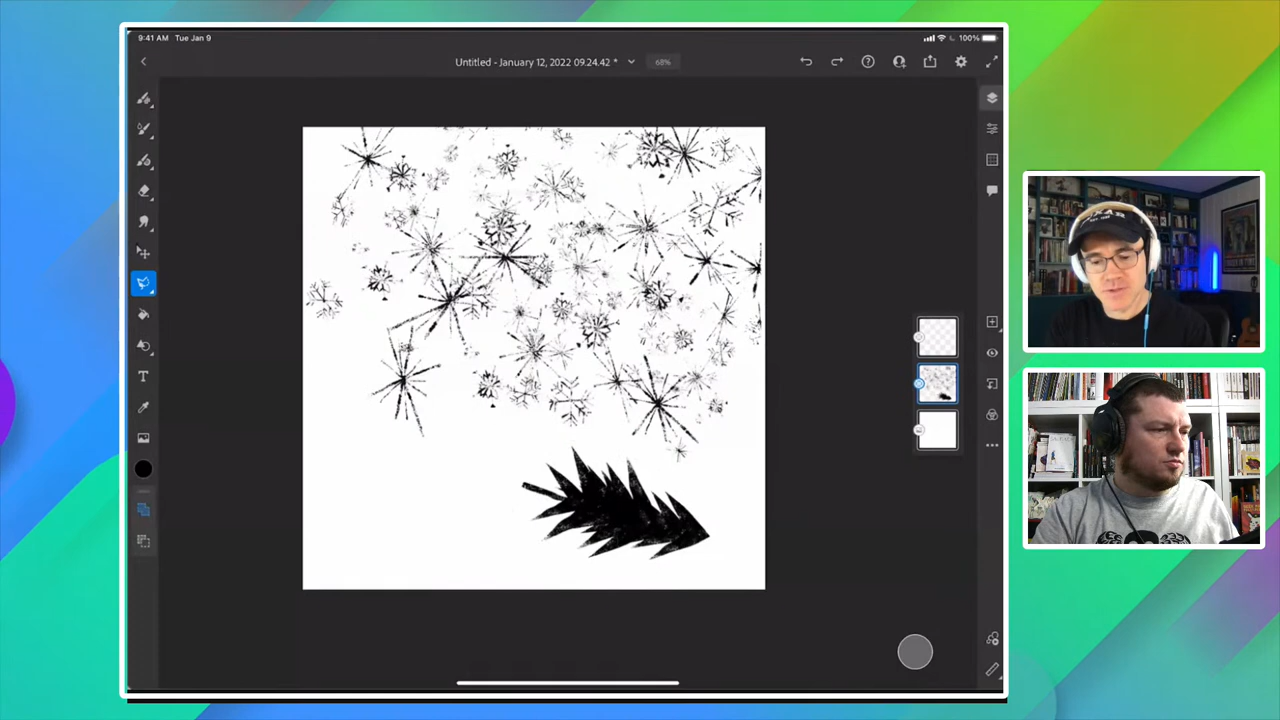 9:41 AM Tue Jan 9
100%
Untitled - January 12, 2022 09.24.42 *
68%
T